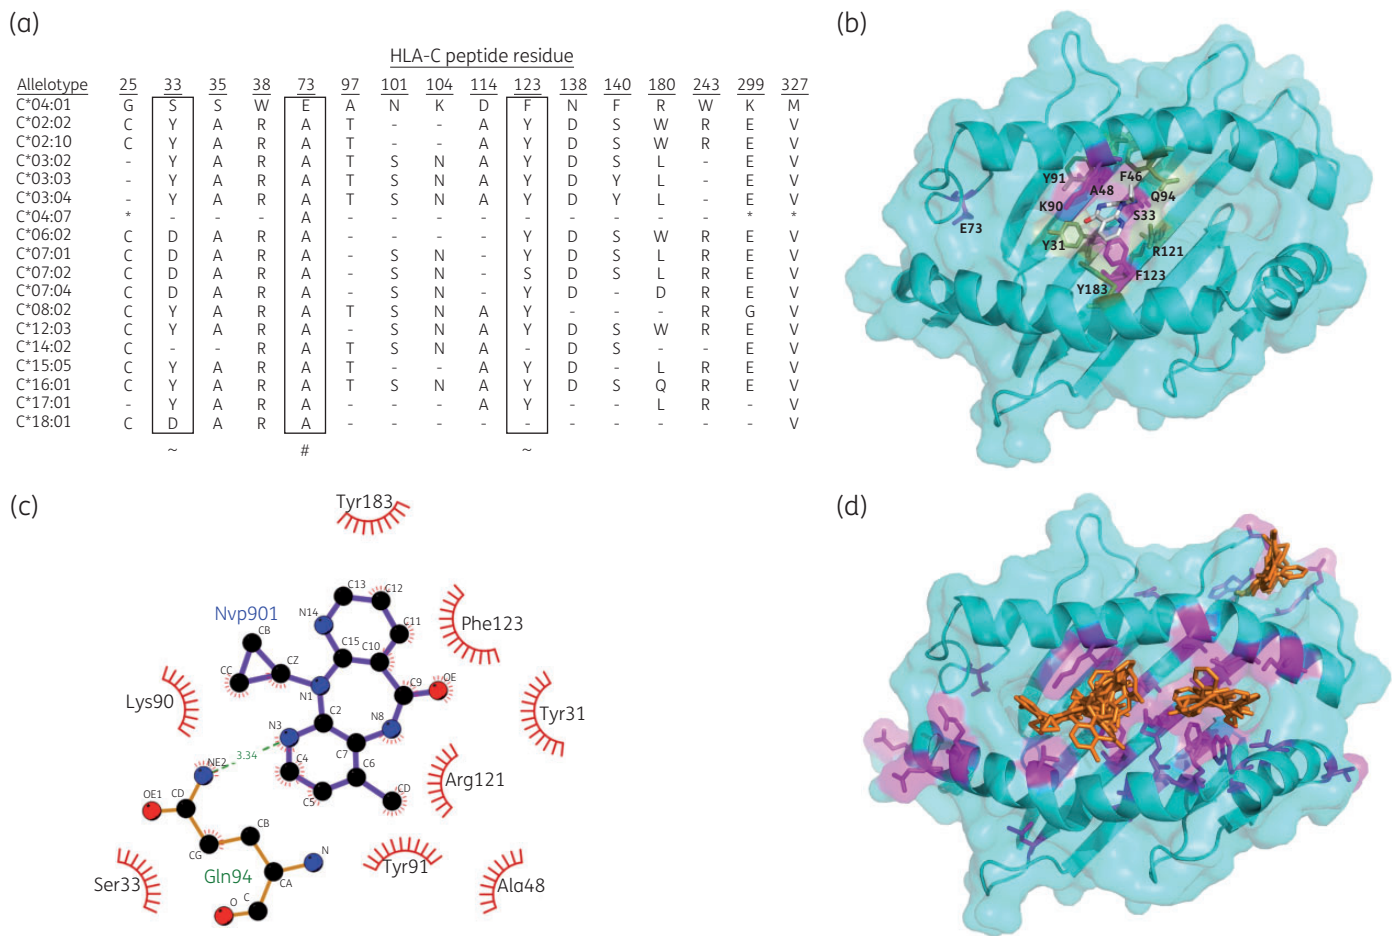 (a)
HLA-C peptide residue
Allelotype 25 33 35 38 73 97 101 104 114 123 138 140 180 243 299 327
C*04:01 G S S W E A N K D F N F R W K M
C*02:02 C Y A R A T - - A Y D S W R E V
C*02:10 C Y A R A T - - A Y D S W R E V
C*03:02 - Y A R A T S N A Y D S L - E V
C*03:03 - Y A R A T S N A Y D Y L - E V
C*03:04 - Y A R A T S N A Y D Y L - E V
C*04:07 * - - - A - - - - - - - - - * *
C*06:02 C D A R A - - - - Y D S W R E V
C*07:01 C D A R A - S N - Y D S L R E V
C*07:02 C D A R A - S N - S D S L R E V
C*07:04 C D A R A - S N - Y D - D R E V
C*08:02 C Y A R A T S N A Y - - - R G V
C*12:03 C Y A R A - S N A Y D S W R E V
C*14:02 C - - R A T S N A - D S - - E V
C*15:05 C Y A R A T - - A Y D - L R E V
C*16:01 C Y A R A T S N A Y D S Q R E V
C*17:01 - Y A R A - - - A Y - - L R - V
C*18:01 C D A R A - - - - - - - - - - V
~ # ~
(b)
Y91
F46
A48
Q94
K90
S33
E73
Y31
R121
F123
Y183
(c)
Tyr183
C13
C12
Nvp901
N14
C11
Phe123
CB
C15
C10
CC
CZ
C9
OE
Lys90
N1
Tyr31
C2
N8
N3
3.34
C7
NE2
C4
C6
Arg121
OE1
CD
C5
CD
CB
CG
N
Gln94
CA
Tyr91
Ser33
Ala48
O
C
(d)